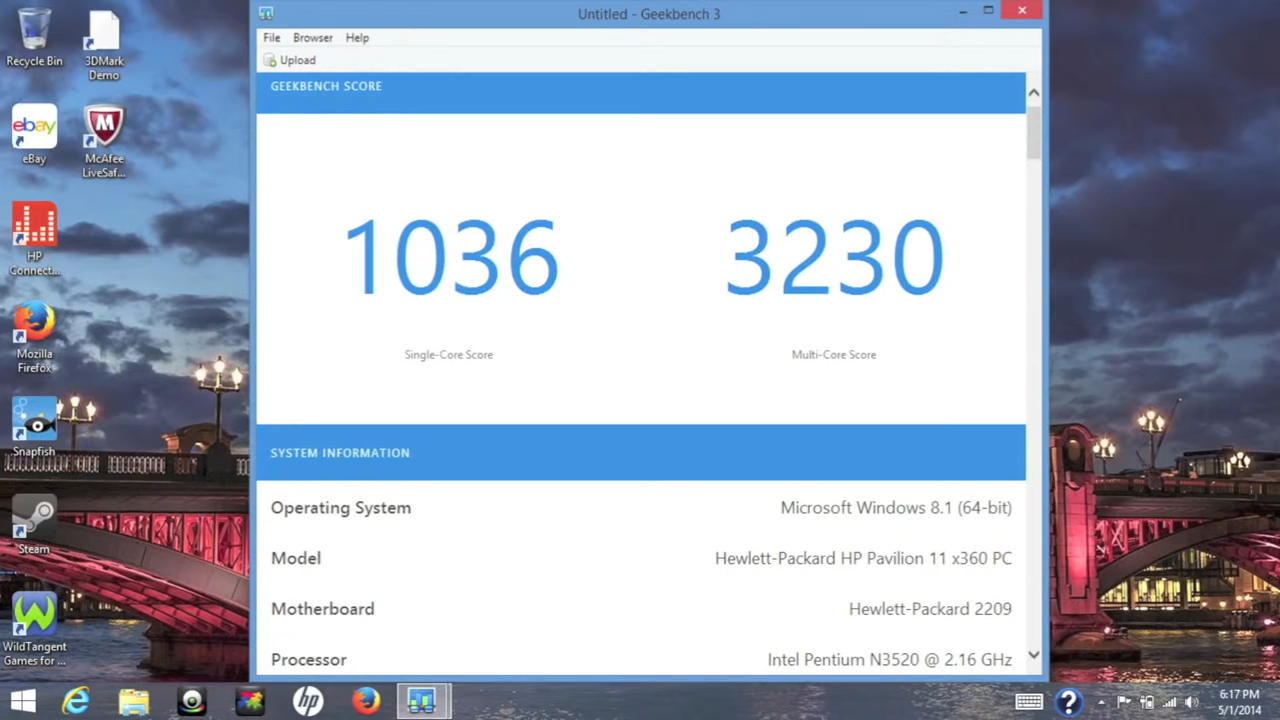 Untitled - Geekbench 3
File Browser Help
Upload
GEEKBENCH SCORE
1036 3230
Single-Core Score Multi-Core Score
SYSTEM INFORMATION
Operating System Microsoft Windows 8.1 (64-bit)
Model Hewlett-Packard HP Pavilion 11 x360 PC
Motherboard Hewlett-Packard 2209
Processor Intel Pentium N3520 @ 2.16 GHz
Recycle Bin
3DMark
Demo
ebay
eBay
McAfee
LiveSaf...
HP
Connect...
Mozilla
Firefox
Snapfish
Steam
WildTangent
Games for ...
hp
?
6:17 PM
5/1/2014